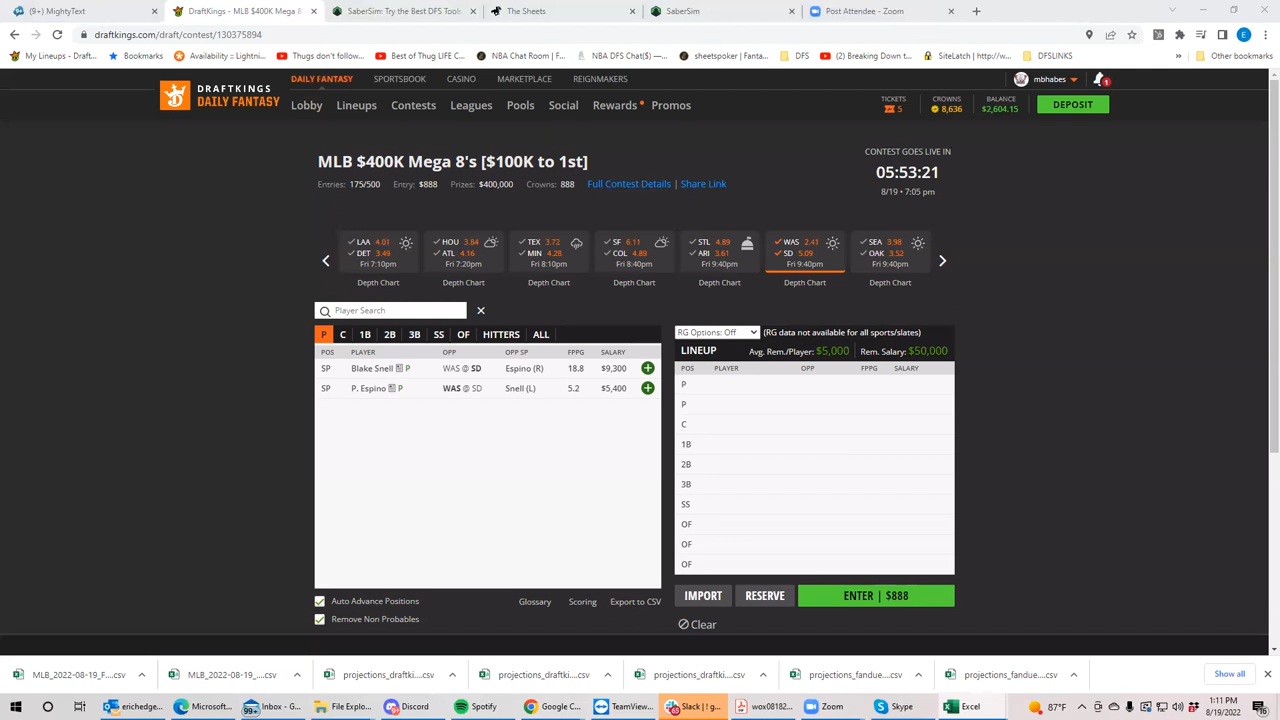 (9+) MightyText × DraftKings - MLB $400K Mega 8 × SaberSim: Try the Best DFS Tools × The Sheets × SaberSim × Post Attendee - Zoom × +
draftkings.com/draft/contest/130375894
My Lineups - Draft... Bookmarks Availability :: Lightnin... Thugs don't follow... Best of Thug LIFE C... NBA Chat Room | Fa... NBA DFS Chat($) —... sheetspoker | Fanta... DFS (2) Breaking Down t... SiteLatch | http://w... DFSLINKS » Other bookmarks
DAILY FANTASY SPORTSBOOK CASINO MARKETPLACE REIGNMAKERS mbhabes 1
DRAFTKINGS
DAILY FANTASY
Lobby Lineups Contests Leagues Pools Social Rewards Promos
TICKETS CROWNS BALANCE
5 8,636 $2,604.15 DEPOSIT
MLB $400K Mega 8's [$100K to 1st]
Entries: 175/500 Entry: $888 Prizes: $400,000 Crowns: 888 Full Contest Details | Share Link
CONTEST GOES LIVE IN
05:53:21
8/19 • 7:05 pm
LAA 4.01 HOU 3.84 TEX 3.72 SF 6.11 STL 4.89 WAS 2.41 SEA 3.98
DET 3.49 ATL 4.16 MIN 4.28 COL 4.89 ARI 3.61 SD 5.09 OAK 3.52
Fri 7:10pm Fri 7:20pm Fri 8:10pm Fri 8:40pm Fri 9:40pm Fri 9:40pm Fri 9:40pm
Depth Chart Depth Chart Depth Chart Depth Chart Depth Chart Depth Chart Depth Chart
Player Search
P C 1B 2B 3B SS OF HITTERS ALL
POS PLAYER OPP OPP SP FPPG SALARY
SP Blake Snell P WAS @ SD Espino (R) 18.8 $9,300
SP P. Espino P WAS @ SD Snell (L) 5.2 $5,400
RG Options: Off (RG data not available for all sports/slates)
LINEUP Avg. Rem./Player: $5,000 Rem. Salary: $50,000
POS PLAYER OPP FPPG SALARY
P
P
C
1B
2B
3B
SS
OF
OF
OF
Auto Advance Positions Glossary Scoring Export to CSV
Remove Non Probables
IMPORT RESERVE ENTER | $888
Clear
MLB_2022-08-19_F....csv MLB_2022-08-19_...csv projections_draftki....csv projections_draftki....csv projections_draftki....csv projections_fandue....csv projections_fandue....csv Show all
erichedge... Microsoft... Inbox - G... File Explo... Discord Spotify Google C... TeamView... Slack | ! g... wox08182... Zoom Skype Excel 87°F 1:11 PM
8/19/2022